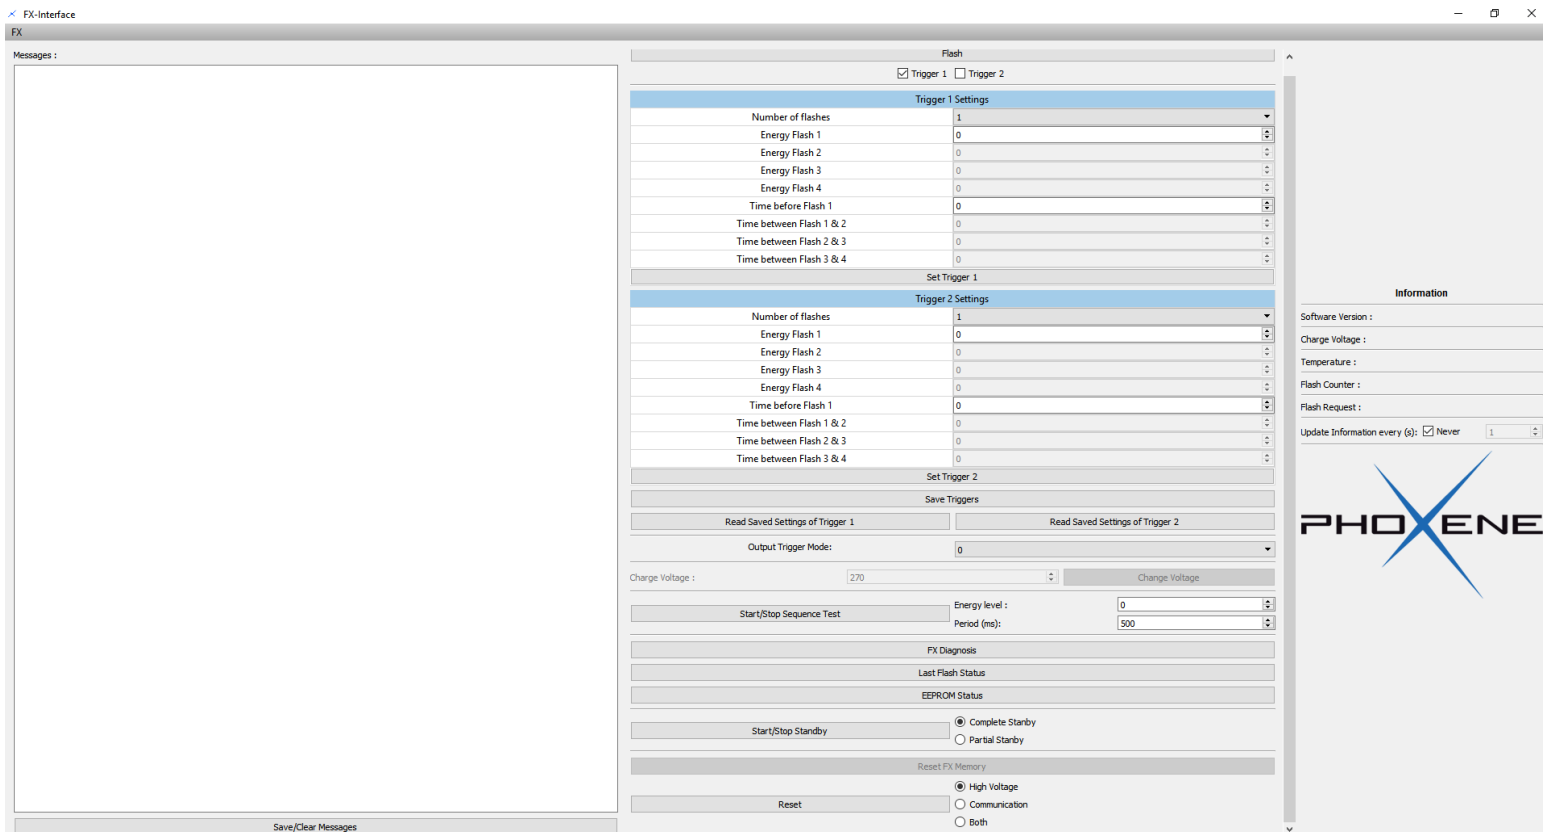 FX-Interface
FX
Messages :
Save/Clear Messages
Flash
Trigger 1 Trigger 2
Trigger 1 Settings
Number of flashes 1
Energy Flash 1 0
Energy Flash 2 0
Energy Flash 3 0
Energy Flash 4 0
Time before Flash 1 0
Time between Flash 1 & 2 0
Time between Flash 2 & 3 0
Time between Flash 3 & 4 0
Set Trigger 1
Trigger 2 Settings
Number of flashes 1
Energy Flash 1 0
Energy Flash 2 0
Energy Flash 3 0
Energy Flash 4 0
Time before Flash 1 0
Time between Flash 1 & 2 0
Time between Flash 2 & 3 0
Time between Flash 3 & 4 0
Set Trigger 2
Save Triggers
Read Saved Settings of Trigger 1 Read Saved Settings of Trigger 2
Output Trigger Mode: 0
Charge Voltage : 270 Change Voltage
Start/Stop Sequence Test
Energy level : 0
Period (ms): 500
FX Diagnosis
Last Flash Status
EEPROM Status
Start/Stop Standby
Complete Stanby
Partial Stanby
Reset FX Memory
Reset
High Voltage
Communication
Both
Information
Software Version :
Charge Voltage :
Temperature :
Flash Counter :
Flash Request :
Update Information every (s): Never 1
PHOXENE